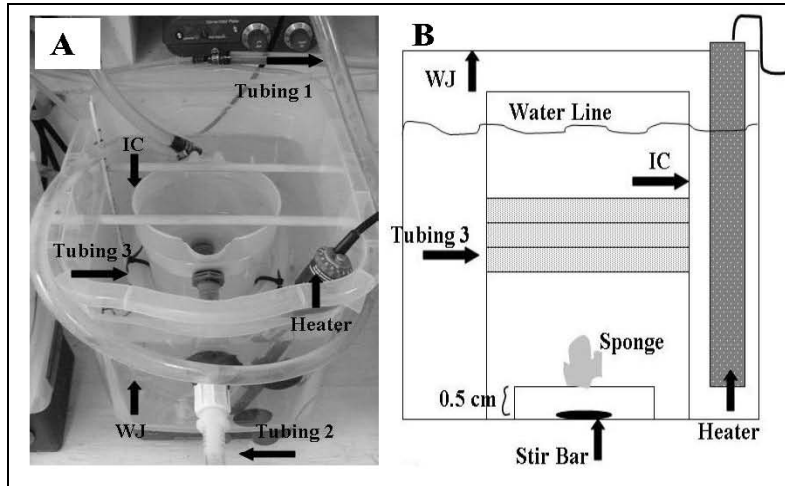 A
Tubing 1
IC
Tubing 3
Heater
WJ
Tubing 2
B
WJ
Water Line
IC
Tubing 3
Sponge
0.5 cm
Stir Bar
Heater